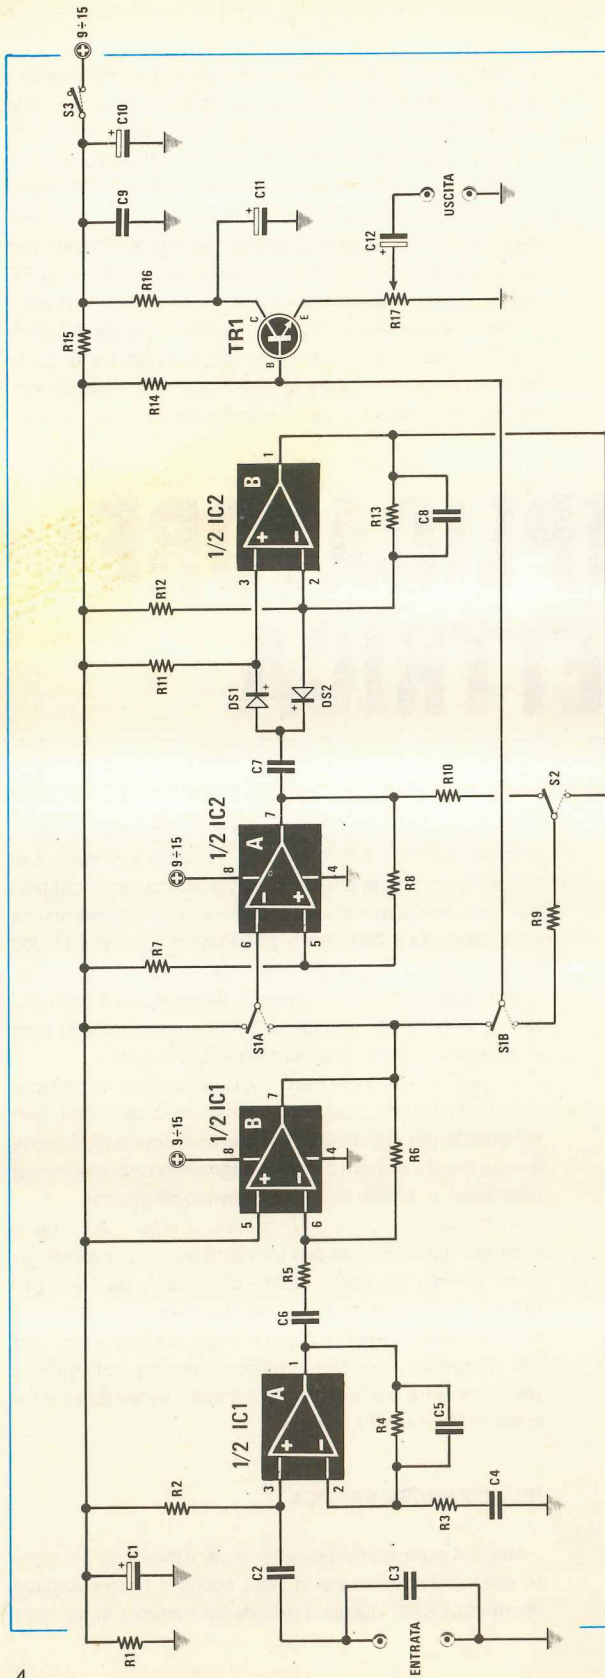 ⊕ 9÷15
S3
C10
+
C9
C11
+
R16
R15
R14
TR1
B
C
E
R17
C12
+
USCITA
1/2 IC2
B
1
3
2
+
−
R13
C8
R12
R11
DS1
+
DS2
+
C7
R10
S2
1/2 IC2
A
⊕ 9÷15
8
7
4
6
5
−
+
R8
R9
R7
S1A
S1B
1/2 IC1
B
⊕ 9÷15
8
7
4
5
6
+
−
R6
R5
C6
1/2 IC1
A
1
3
2
+
−
R4
C5
R3
C4
R2
C2
C3
C1
+
R1
ENTRATA
4